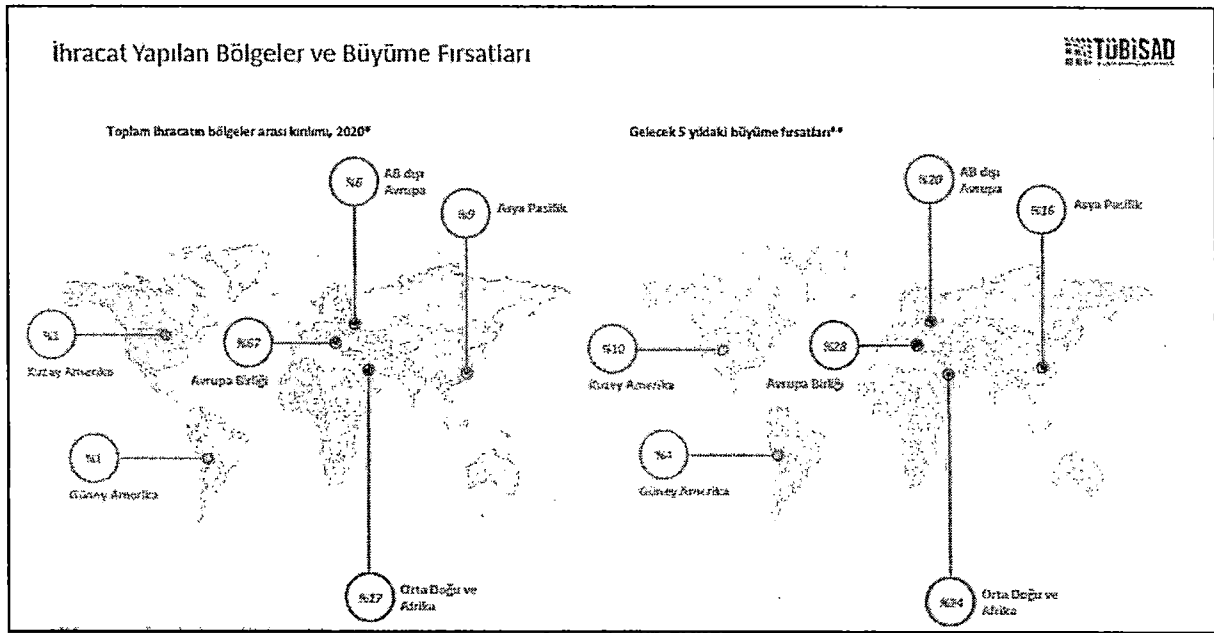 İhracat Yapılan Bölgeler ve Büyüme Fırsatları
TÜBİSAD
Toplam ihracatın bölgeler arası kırılımı, 2020*
%6
AB dışı
Avrupa
%9
Asya Pasifik
Kuzey Amerika
%67
Avrupa Birliği
%1
Güney Amerika
%17
Orta Doğu ve
Afrika
Gelecek 5 yıldaki büyüme fırsatları*,*
%20
AB dışı
Avrupa
%16
Asya Pasifik
%10
Kuzey Amerika
%28
Avrupa Birliği
Güney Amerika
%24
Orta Doğu ve
Afrika